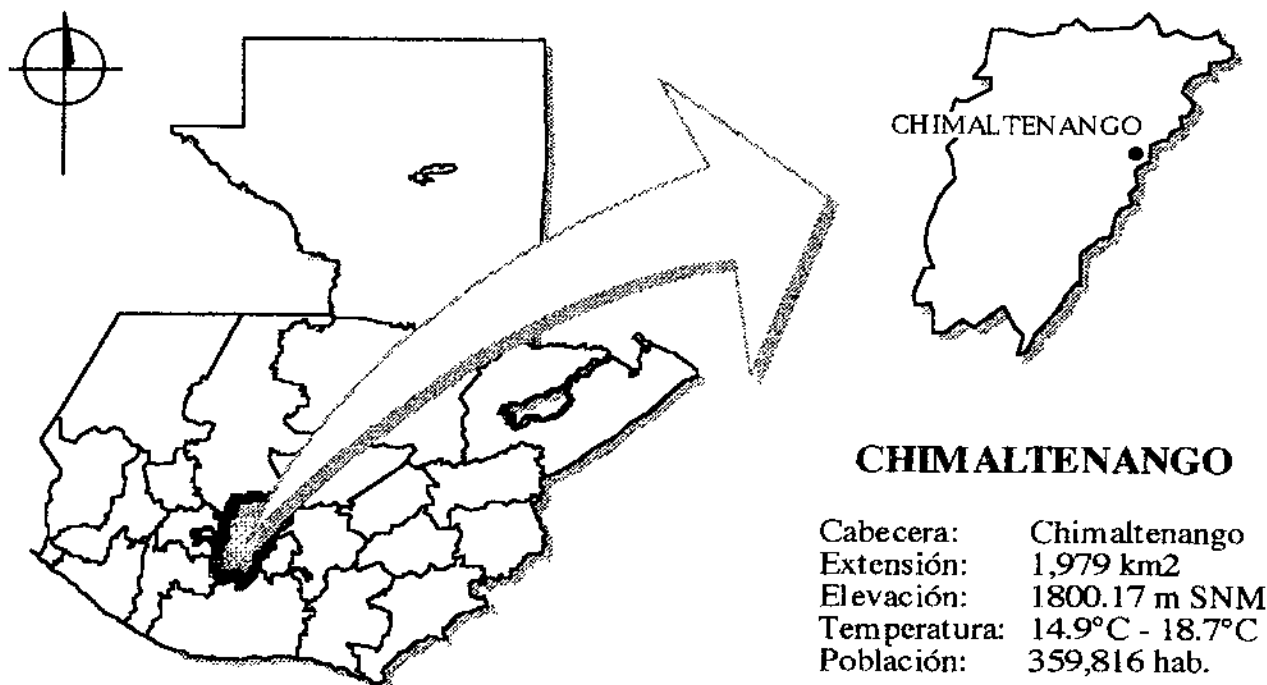 CHIMALTENANGO
CHIMALTENANGO
Cabecera: Chimaltenango
Extensión: 1,979 km2
Elevación: 1800.17 m SNM
Temperatura: 14.9°C - 18.7°C
Población: 359,816 hab.